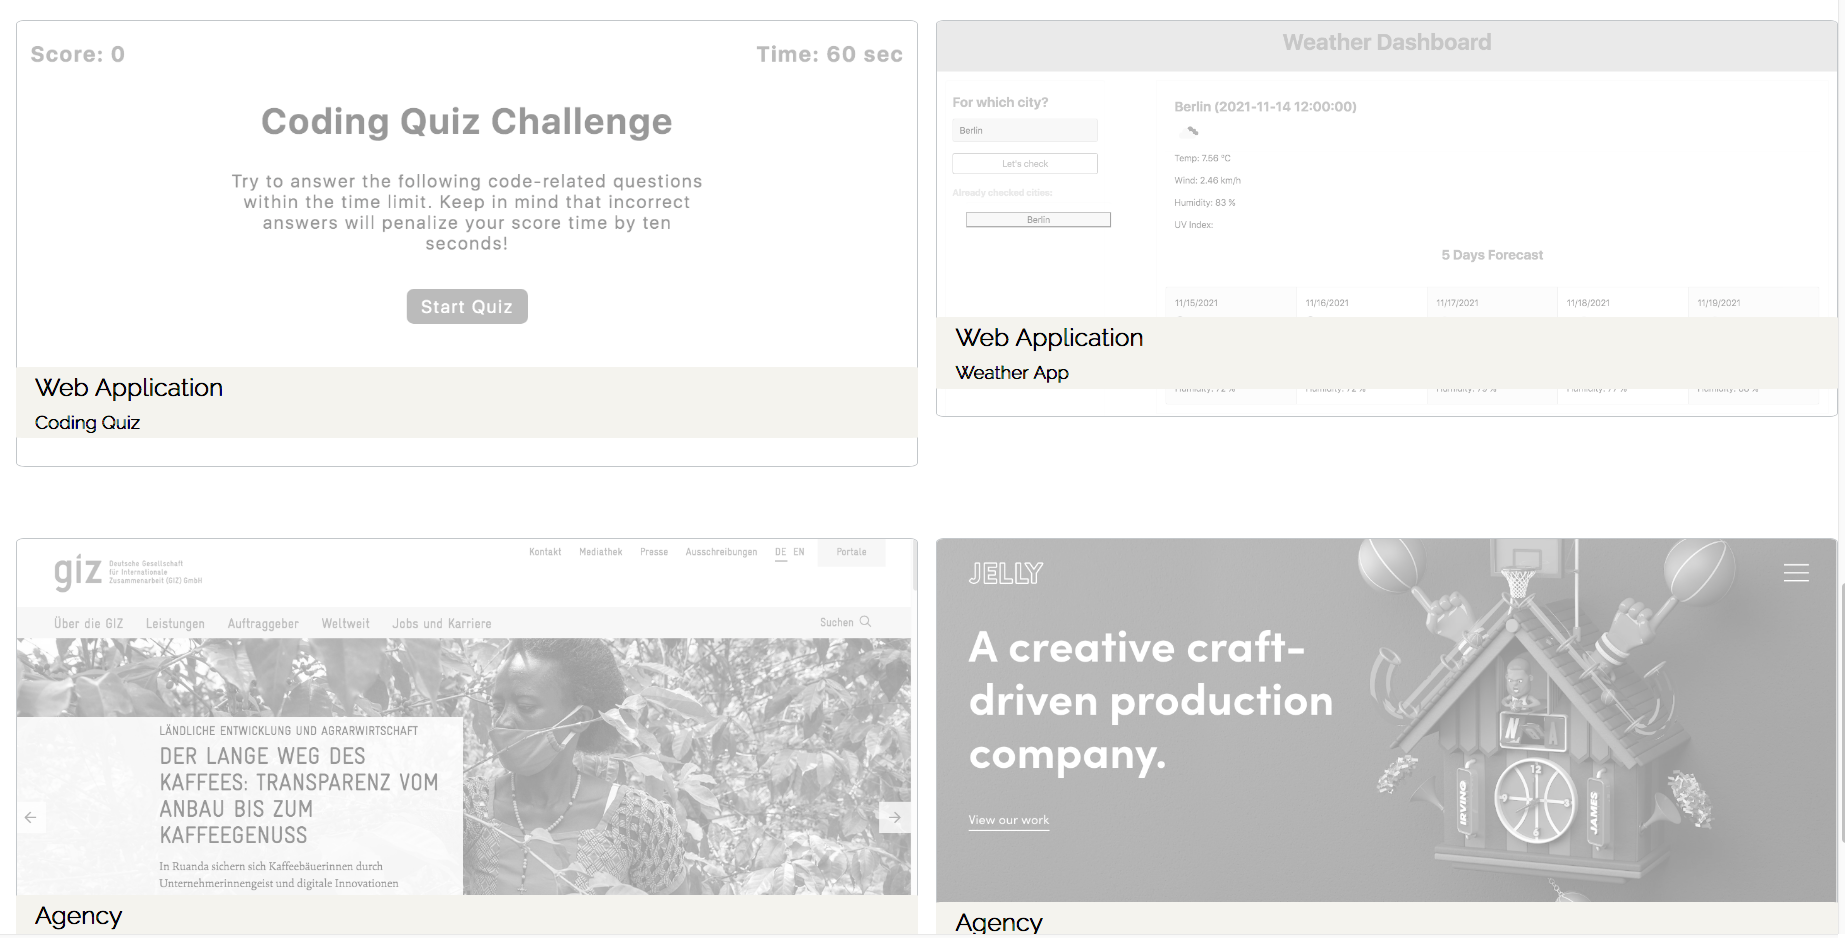 Score: 0
Time: 60 sec
Coding Quiz Challenge
Try to answer the following code-related questions
within the time limit. Keep in mind that incorrect
answers will penalize your score time by ten
seconds!
Start Quiz
Web Application
Coding Quiz
Weather Dashboard
For which city?
Berlin
Let's check
Already checked cities:
Berlin
Berlin (2021-11-14 12:00:00)
Temp: 7.56 °C
Wind: 2.46 km/h
Humidity: 83 %
UV Index:
5 Days Forecast
11/15/2021 11/16/2021 11/17/2021 11/18/2021 11/19/2021
Web Application
Weather App
giz Deutsche Gesellschaft
für Internationale
Zusammenarbeit (GIZ) GmbH
Kontakt Mediathek Presse Ausschreibungen DE EN Portale
Über die GIZ Leistungen Auftraggeber Weltweit Jobs und Karriere Suchen
LÄNDLICHE ENTWICKLUNG UND AGRARWIRTSCHAFT
DER LANGE WEG DES
KAFFEES: TRANSPARENZ VOM
ANBAU BIS ZUM
KAFFEEGENUSS
In Ruanda sichern sich Kaffeebäuerinnen durch
Unternehmerinnengeist und digitale Innovationen
Agency
JELLY
A creative craft-
driven production
company.
View our work
12
IRVING
JAMES
Agency